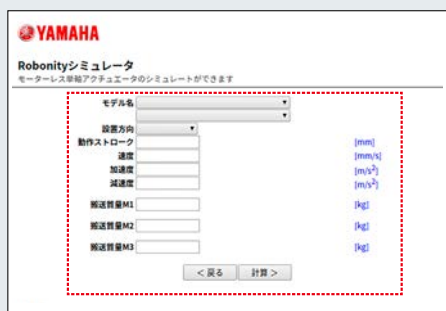 YAMAHA
Robonityシミュレータ
モーターレス単軸アクチュエータのシミュレートができます
モデル名
設置方向
動作ストローク [mm]
速度 [mm/s]
加速度 [m/s²]
減速度 [m/s²]
搬送質量M1 [kg]
搬送質量M2 [kg]
搬送質量M3 [kg]
< 戻る 計算 >